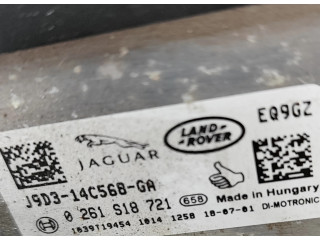 JAGUAR
LAND ROVER
EQ9GZ
J9D3-14C568-GA
0 261 S18 721 658
Made in Hungary
1039T19454 1014 1258 18-07-01 DI-MOTRONIC